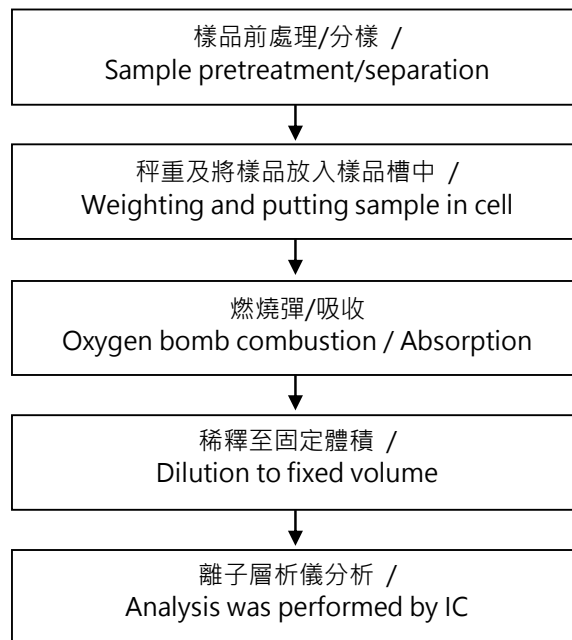 樣品前處理/分樣 /
Sample pretreatment/separation
秤重及將樣品放入樣品槽中 /
Weighting and putting sample in cell
燃燒彈/吸收
Oxygen bomb combustion / Absorption
稀釋至固定體積 /
Dilution to fixed volume
離子層析儀分析 /
Analysis was performed by IC